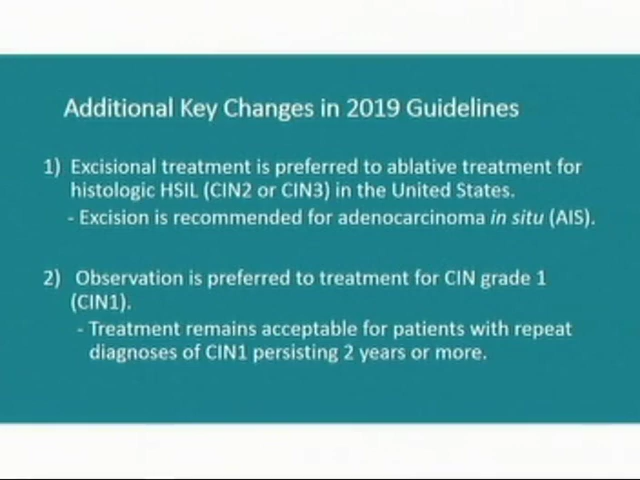 Additional Key Changes in 2019 Guidelines
1) Excisional treatment is preferred to ablative treatment for
histologic HSIL (CIN2 or CIN3) in the United States.
- Excision is recommended for adenocarcinoma in situ (AIS).
2) Observation is preferred to treatment for CIN grade 1
(CIN1).
- Treatment remains acceptable for patients with repeat
diagnoses of CIN1 persisting 2 years or more.